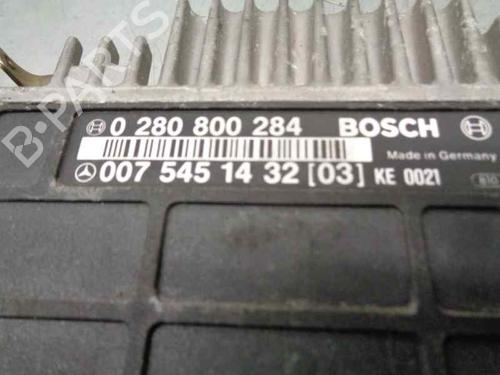 B-PARTS
0 280 800 284 BOSCH
Made in Germany
007 545 14 32 [03] KE 0021